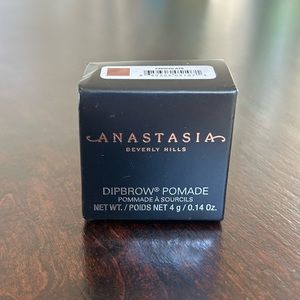 ANASTASIA
BEVERLY HILLS
DIPBROW® POMADE
POMMADE À SOURCILS
NET WT. / POIDS NET 4 g / 0.14 Oz.